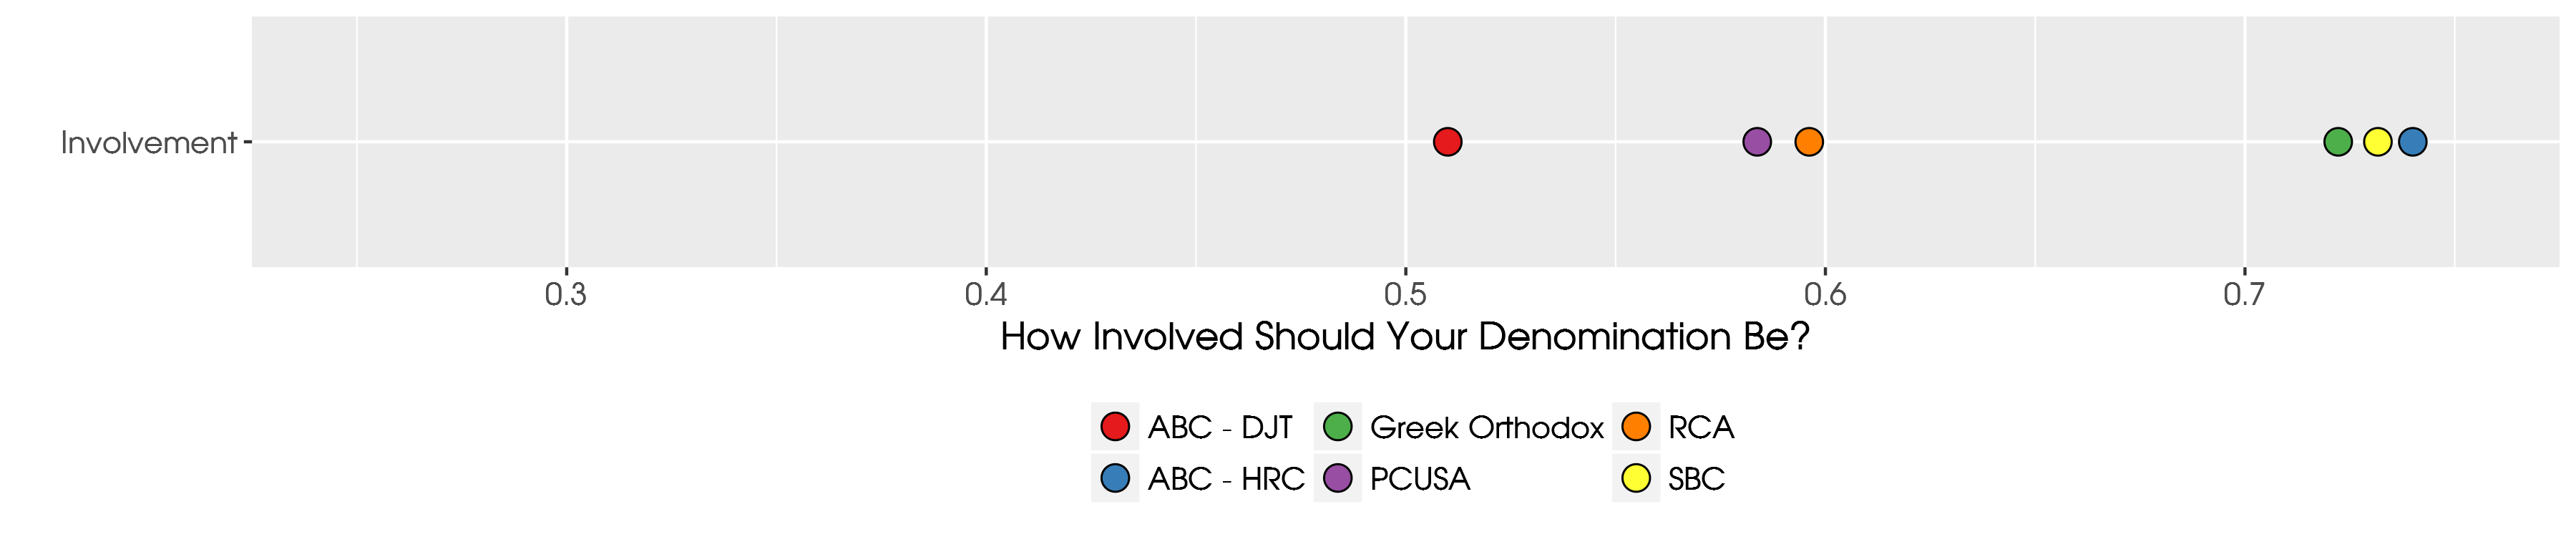 Involvement
0.3 0.4 0.5 0.6 0.7
How Involved Should Your Denomination Be?
ABC - DJT Greek Orthodox RCA
ABC - HRC PCUSA SBC